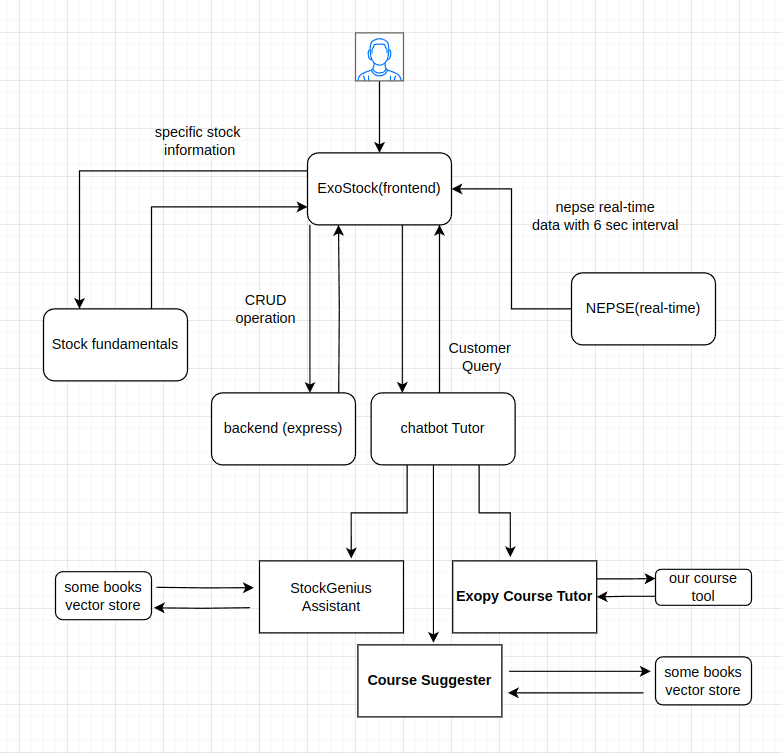 specific stock
information
ExoStock(frontend)
nepse real-time
data with 6 sec interval
NEPSE(real-time)
CRUD
operation
Stock fundamentals
Customer
Query
backend (express)
chatbot Tutor
some books
vector store
StockGenius
Assistant
Exopy Course Tutor
our course
tool
Course Suggester
some books
vector store